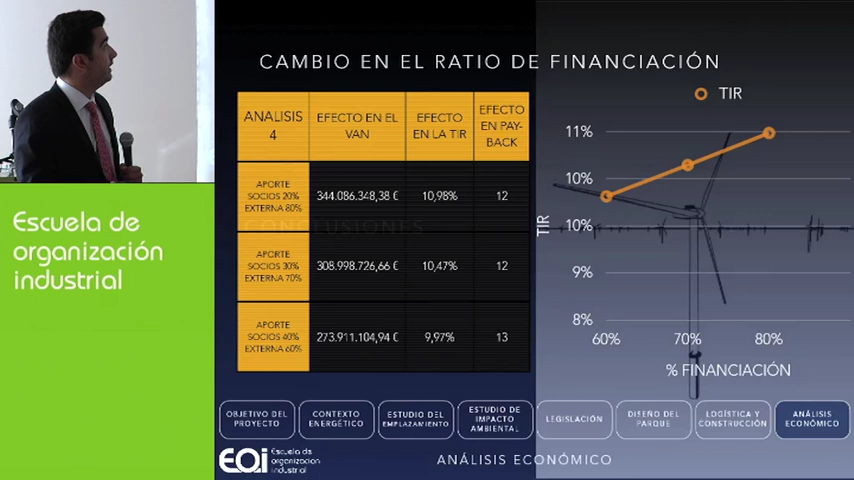 CAMBIO EN EL RATIO DE FINANCIACIÓN
ANALISIS
4
EFECTO EN EL
VAN
EFECTO
EN LA TIR
EFECTO
EN PAY-
BACK
APORTE
SOCIOS 20%
EXTERNA 80%
344.086.348,38 €
10,98%
12
CONCLUSIONES
APORTE
SOCIOS 30%
EXTERNA 70%
308.998.726,66 €
10,47%
12
APORTE
SOCIOS 40%
EXTERNA 60%
273.911.104,94 €
9,97%
13
TIR
11%
10%
10%
9%
8%
TIR
60%
70%
80%
% FINANCIACIÓN
Escuela de
organización
industrial
OBJETIVO DEL
PROYECTO
CONTEXTO
ENERGÉTICO
ESTUDIO DEL
EMPLAZAMIENTO
ESTUDIO DE
IMPACTO
AMBIENTAL
LEGISLACIÓN
DISEÑO DEL
PARQUE
LOGÍSTICA Y
CONSTRUCCIÓN
ANÁLISIS
ECONÓMICO
EOI
Escuela de
organización
industrial
ANÁLISIS ECONÓMICO